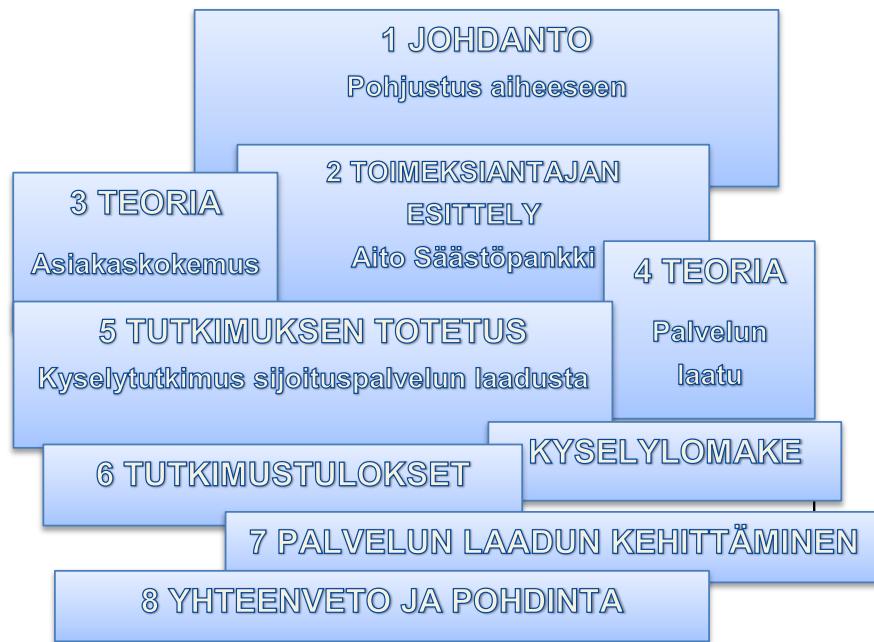 1 JOHDANTO
Pohjustus aiheeseen
2 TOIMEKSIANTAJAN
ESITTELY
Aito Säästöpankki
3 TEORIA
Asiakaskokemus
4 TEORIA
Palvelun
laatu
5 TUTKIMUKSEN TOTETUS
Kyselytutkimus sijoituspalvelun laadusta
KYSELYLOMAKE
6 TUTKIMUSTULOKSET
7 PALVELUN LAADUN KEHITTÄMINEN
8 YHTEENVETO JA POHDINTA